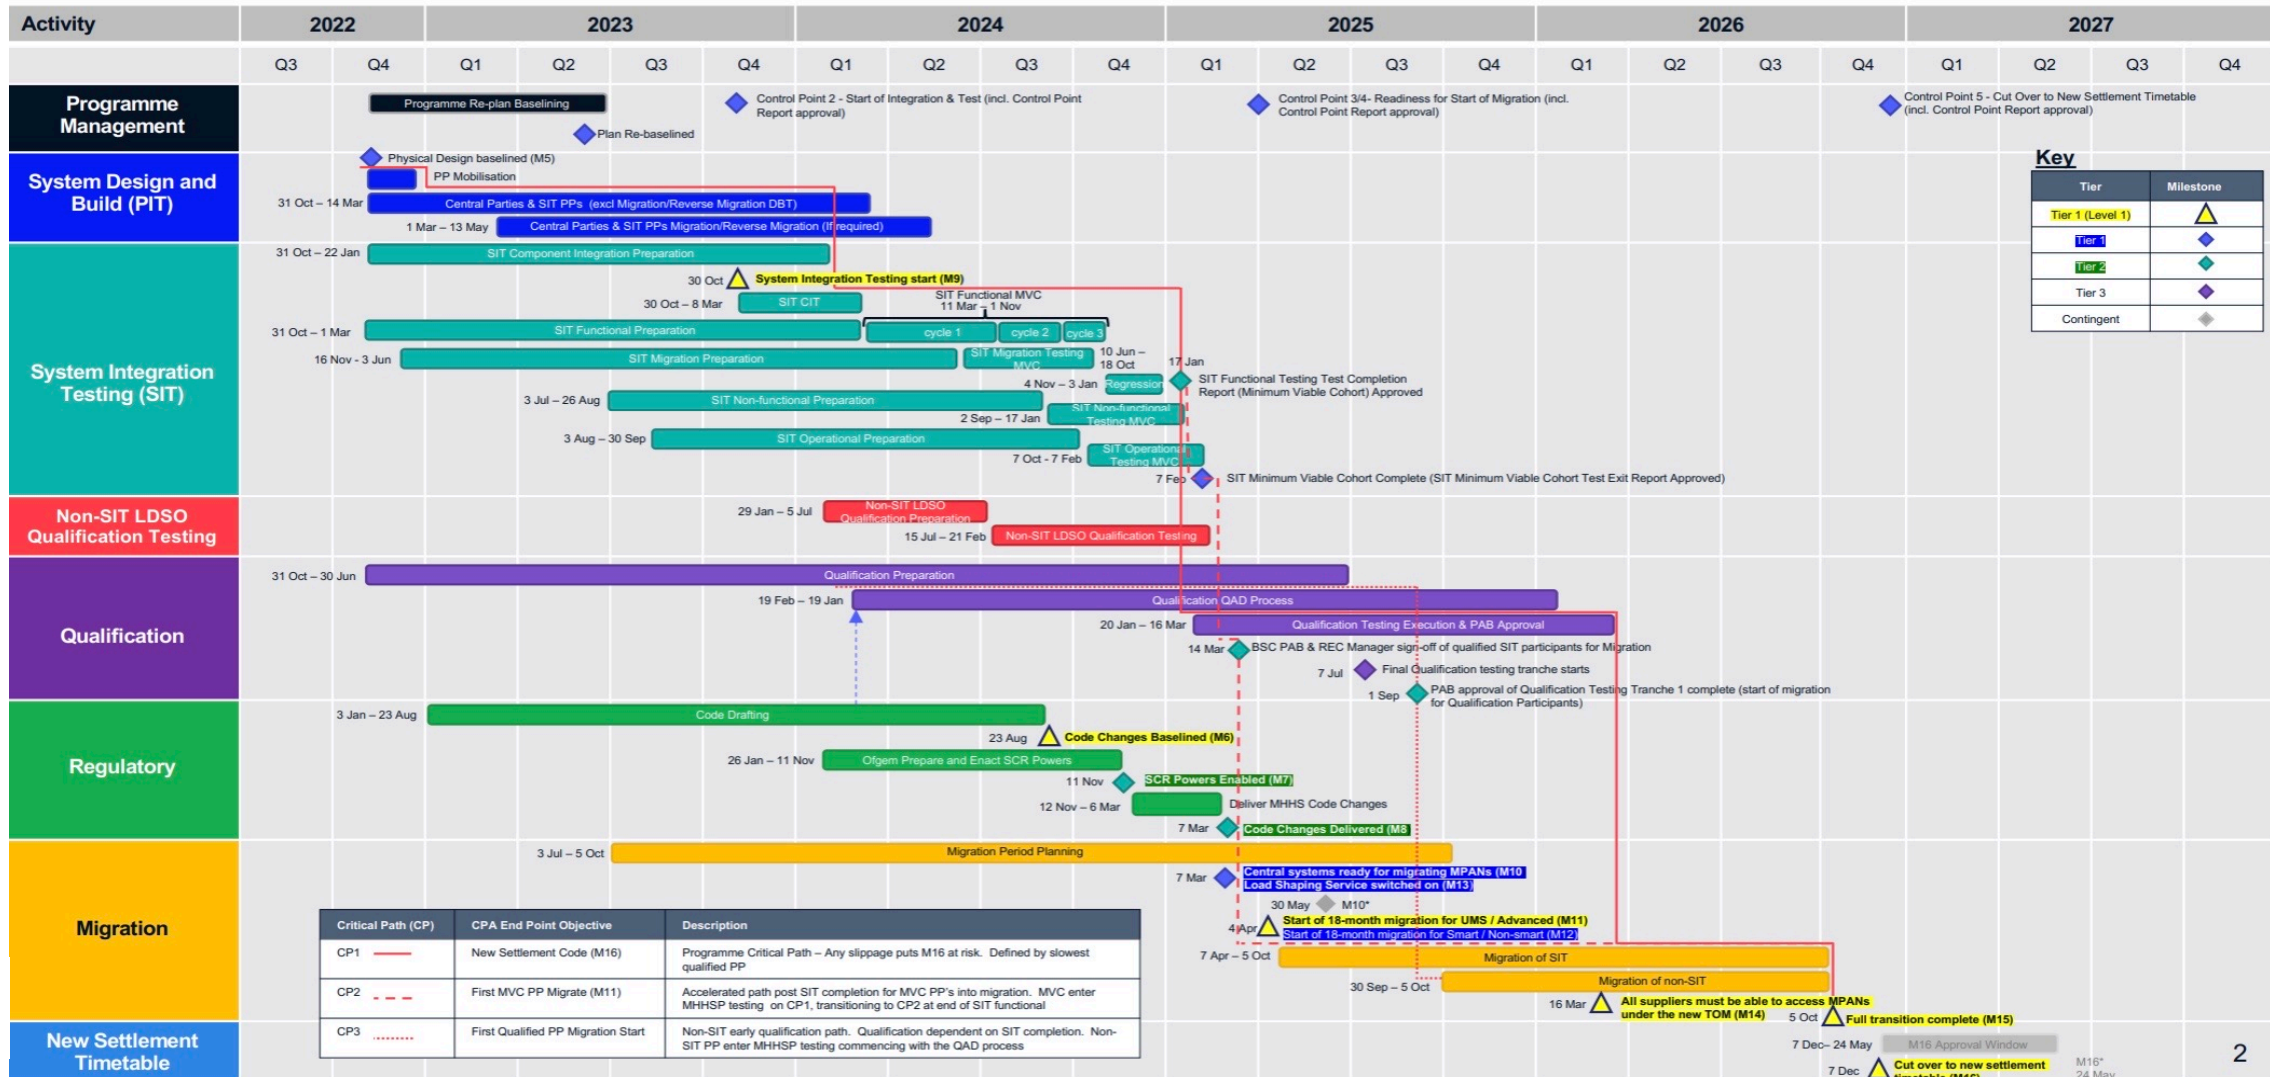 Activity 2022 2023 2024 2025 2026 2027
Q3 Q4 Q1 Q2 Q3 Q4 Q1 Q2 Q3 Q4 Q1 Q2 Q3 Q4 Q1 Q2 Q3 Q4 Q1 Q2 Q3 Q4
Programme
Management
Programme Re-plan Baselining
Plan Re-baselined
Control Point 2 - Start of Integration & Test (incl. Control Point
Report approval)
Control Point 3/4- Readiness for Start of Migration (incl.
Control Point Report approval)
Control Point 5 - Cut Over to New Settlement Timetable
(incl. Control Point Report approval)
Key
Tier Milestone
Tier 1 (Level 1)
Tier 1
Tier 2
Tier 3
Contingent
System Design and
Build (PIT)
Physical Design baselined (M5)
PP Mobilisation
31 Oct – 14 Mar
Central Parties & SIT PPs (excl Migration/Reverse Migration DBT)
1 Mar – 13 May
Central Parties & SIT PPs Migration/Reverse Migration (If required)
System Integration
Testing (SIT)
31 Oct – 22 Jan
SIT Component Integration Preparation
30 Oct
System Integration Testing start (M9)
30 Oct – 8 Mar
SIT CIT
SIT Functional MVC
11 Mar – 1 Nov
31 Oct – 1 Mar
SIT Functional Preparation
cycle 1
cycle 2
cycle 3
16 Nov - 3 Jun
SIT Migration Preparation
SIT Migration Testing
MVC
10 Jun –
18 Oct
17 Jan
4 Nov – 3 Jan
Regression
SIT Functional Testing Test Completion
Report (Minimum Viable Cohort) Approved
3 Jul – 26 Aug
SIT Non-functional Preparation
2 Sep – 17 Jan
SIT Non-functional
Testing MVC
3 Aug – 30 Sep
SIT Operational Preparation
7 Oct - 7 Feb
SIT Operational
Testing MVC
7 Feb
SIT Minimum Viable Cohort Complete (SIT Minimum Viable Cohort Test Exit Report Approved)
Non-SIT LDSO
Qualification Testing
29 Jan – 5 Jul
Non-SIT LDSO
Qualification Preparation
15 Jul – 21 Feb
Non-SIT LDSO Qualification Testing
Qualification
31 Oct – 30 Jun
Qualification Preparation
19 Feb – 19 Jan
Qualification QAD Process
20 Jan – 16 Mar
Qualification Testing Execution & PAB Approval
14 Mar
BSC PAB & REC Manager sign-off of qualified SIT participants for Migration
7 Jul
Final Qualification testing tranche starts
1 Sep
PAB approval of Qualification Testing Tranche 1 complete (start of migration
for Qualification Participants)
Regulatory
3 Jan – 23 Aug
Code Drafting
23 Aug
Code Changes Baselined (M6)
26 Jan – 11 Nov
Ofgem Prepare and Enact SCR Powers
11 Nov
SCR Powers Enabled (M7)
12 Nov – 6 Mar
Deliver MHHS Code Changes
7 Mar
Code Changes Delivered (M8
Migration
3 Jul – 5 Oct
Migration Period Planning
7 Mar
Central systems ready for migrating MPANs (M10
Load Shaping Service switched on (M13)
30 May
M10*
4 Apr
Start of 18-month migration for UMS / Advanced (M11)
Start of 18-month migration for Smart / Non-smart (M12)
7 Apr – 5 Oct
Migration of SIT
30 Sep – 5 Oct
Migration of non-SIT
16 Mar
All suppliers must be able to access MPANs
under the new TOM (M14)
5 Oct
Full transition complete (M15)
Critical Path (CP) CPA End Point Objective Description
CP1 New Settlement Code (M16) Programme Critical Path – Any slippage puts M16 at risk. Defined by slowest
qualified PP
CP2 First MVC PP Migrate (M11) Accelerated path post SIT completion for MVC PP's into migration. MVC enter
MHHSP testing on CP1, transitioning to CP2 at end of SIT functional
CP3 First Qualified PP Migration Start Non-SIT early qualification path. Qualification dependent on SIT completion. Non-
SIT PP enter MHHSP testing commencing with the QAD process
New Settlement
Timetable
7 Dec– 24 May
M16 Approval Window
7 Dec
Cut over to new settlement
timetable (M16)
M16*
24 May
2